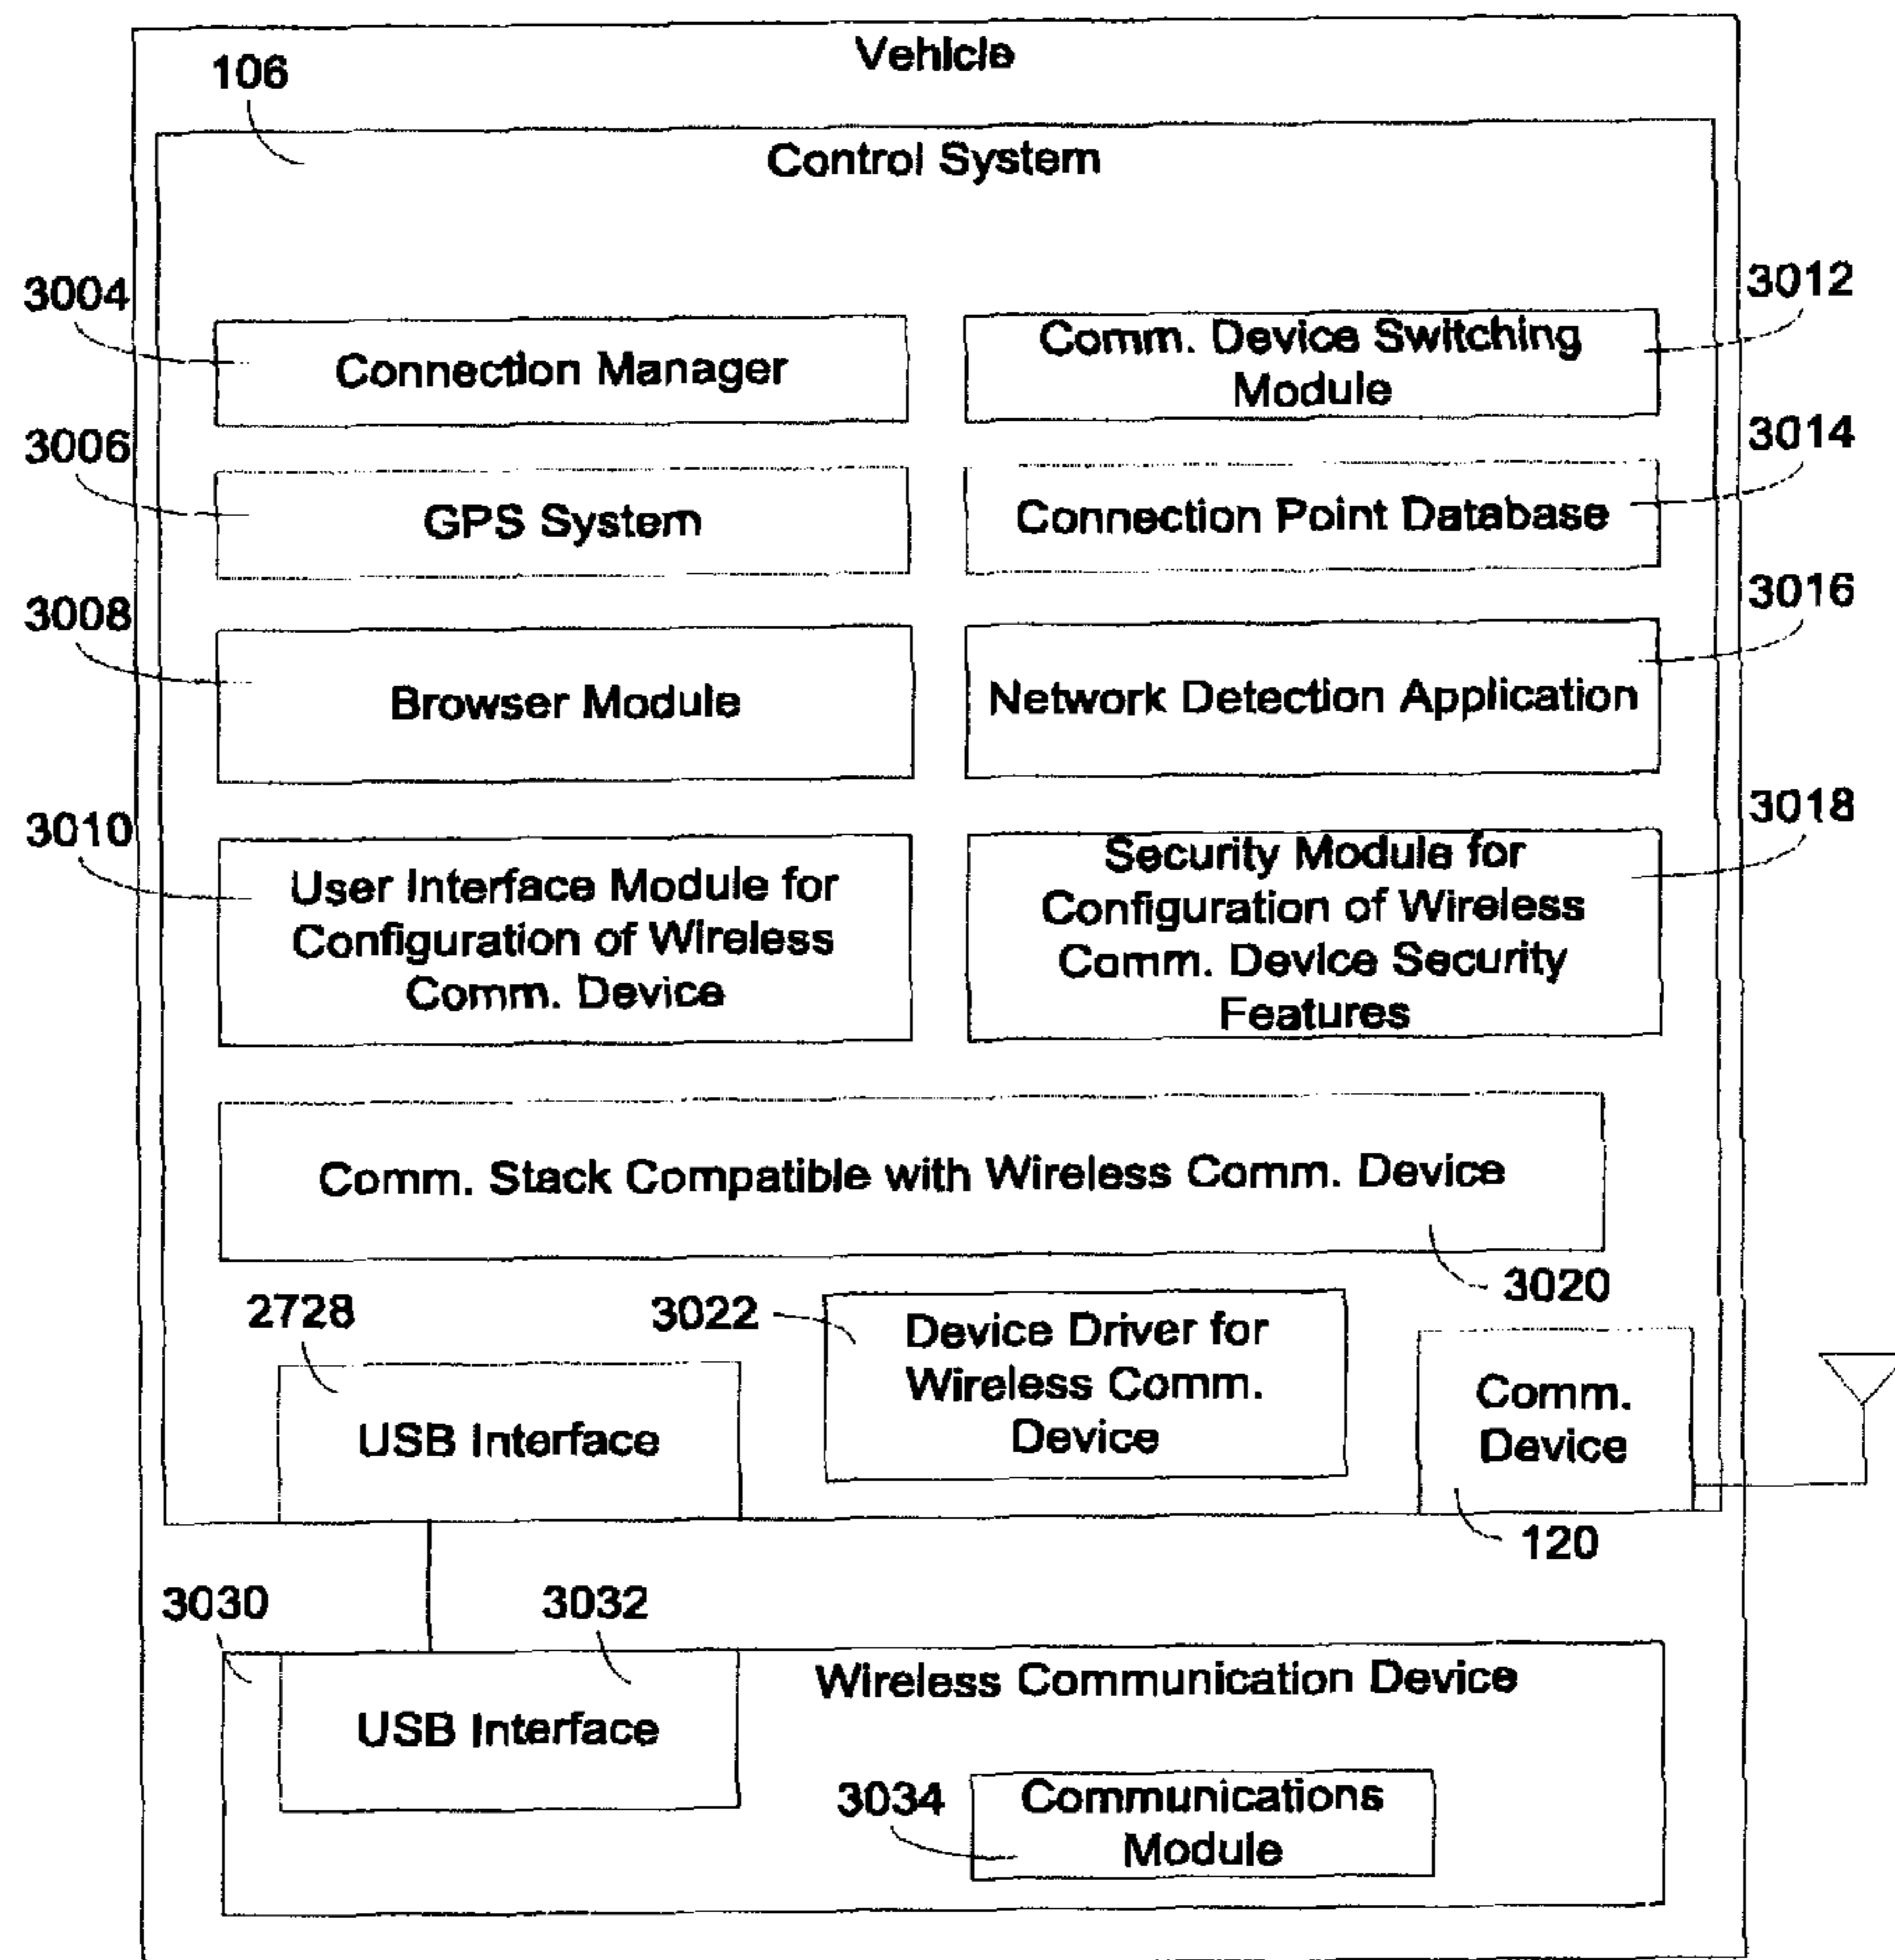 Vehicle
106
Control System
3004
Connection Manager
Comm. Device Switching
Module
3012
3006
GPS System
Connection Point Database
3014
3008
Browser Module
Network Detection Application
3016
3010
User Interface Module for
Configuration of Wireless
Comm. Device
Security Module for
Configuration of Wireless
Comm. Device Security
Features
3018
Comm. Stack Compatible with Wireless Comm. Device
3020
2728
USB Interface
3022
Device Driver for
Wireless Comm.
Device
Comm.
Device
120
3030
3032
USB Interface
Wireless Communication Device
3034
Communications
Module